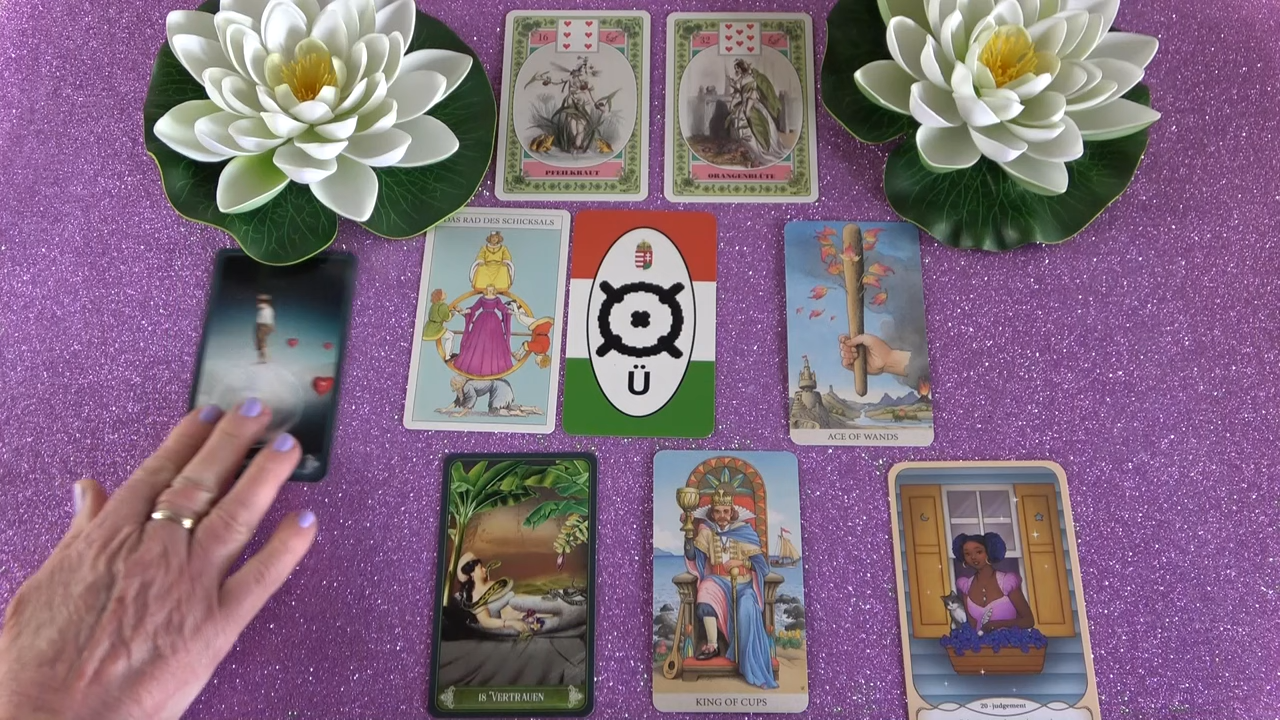 16
PFEILKRAUT
32
ORANGENBLÜTE
DAS RAD DES SCHICKSALS
Ü
ACE OF WANDS
18 VERTRAUEN
KING OF CUPS
20 - judgement